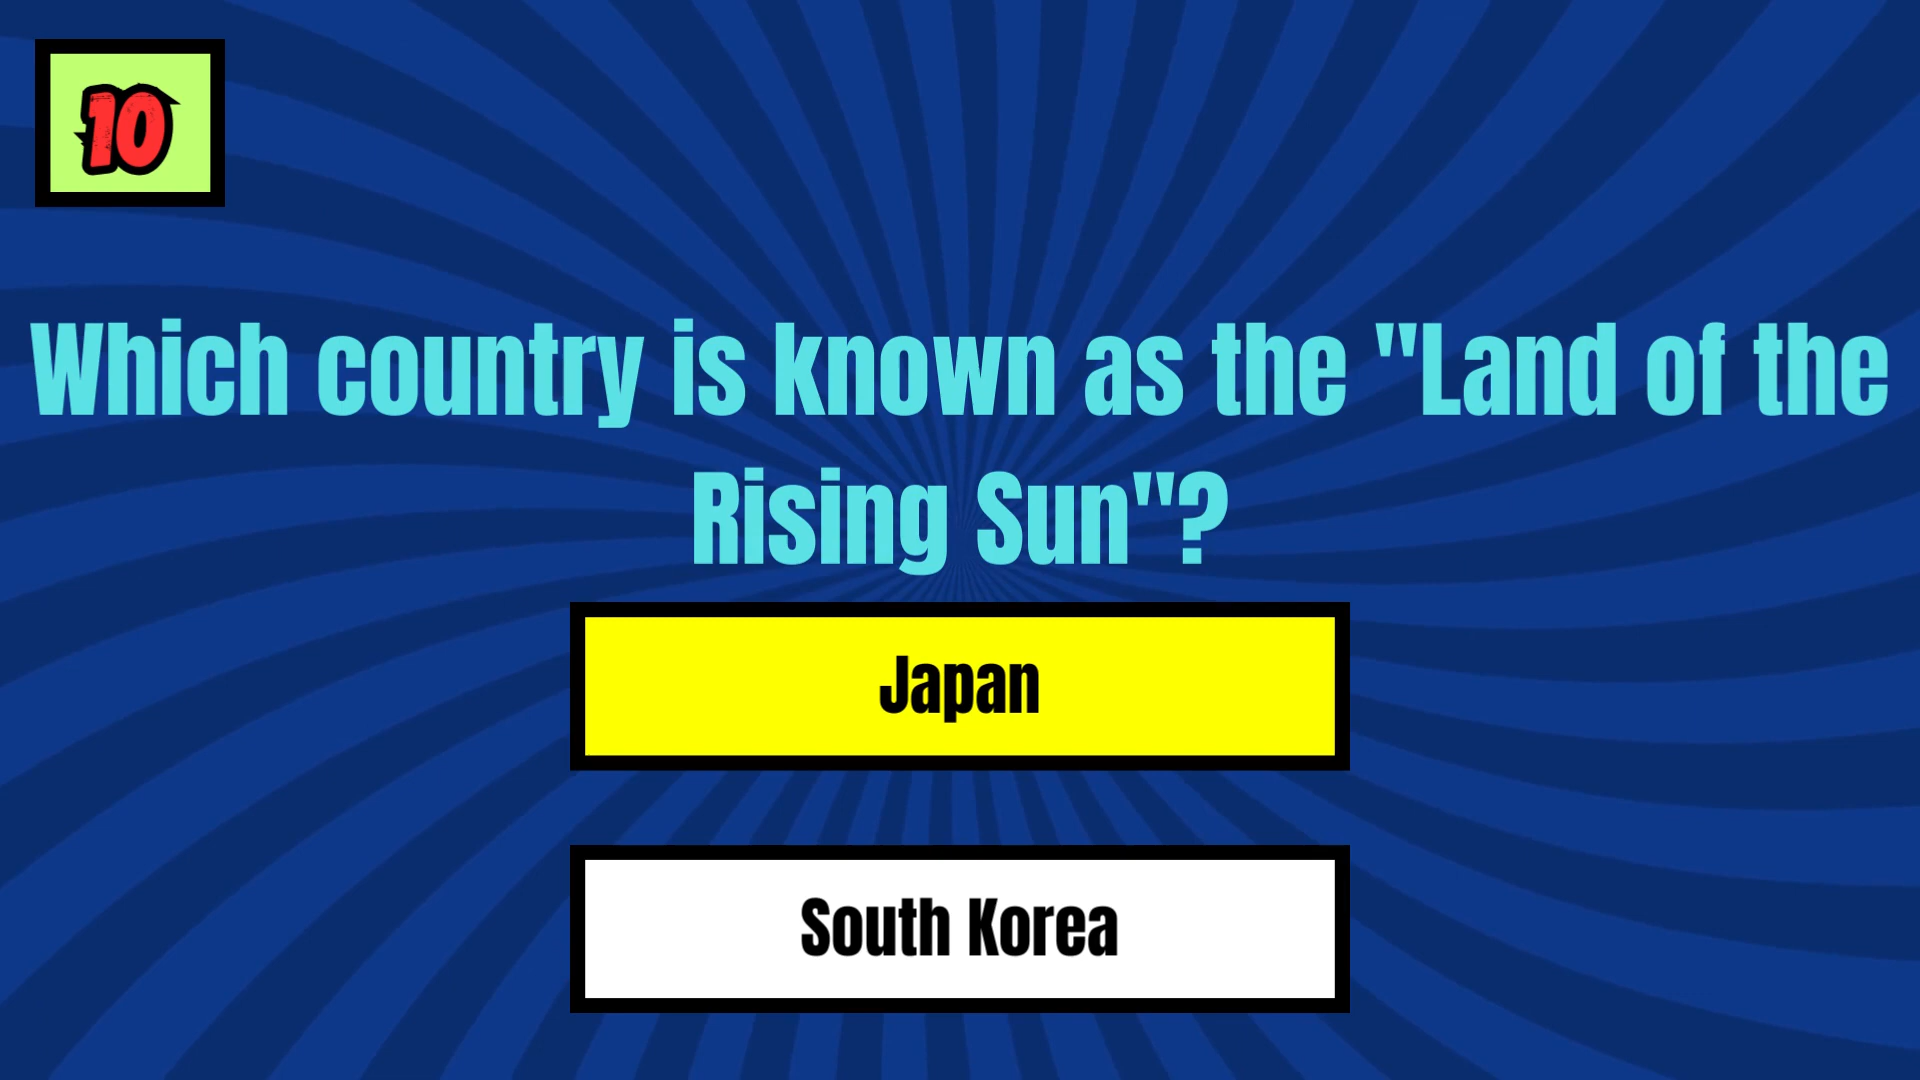 10
Which country is known as the "Land of the
Rising Sun"?
Japan
South Korea